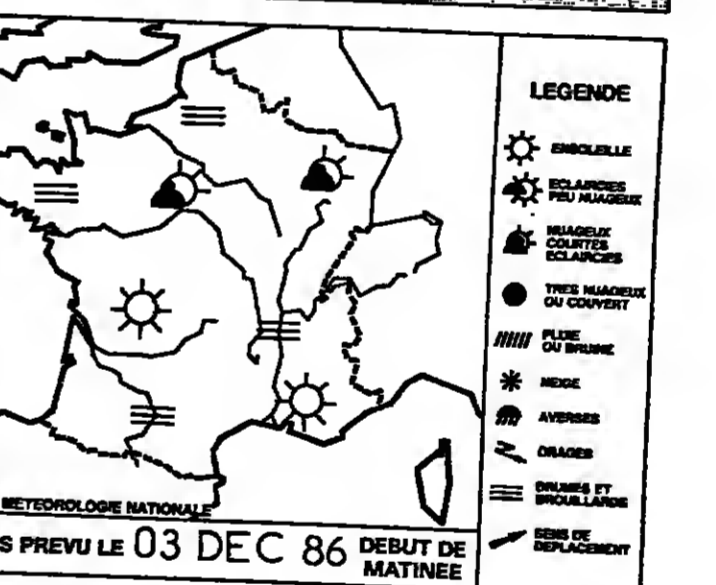 LEGENDE
ENSOLEILLE
ECLAIRCIES
PEU NUAGEUX
NUAGEUX
COURTES
ECLAIRCIES
TRES NUAGEUX
OU COUVERT
PLUIE
OU BRUINE
NEIGE
AVERSES
ORAGES
BRUMES ET
BROUILLARDS
SENS DE
DEPLACEMENT
METEOROLOGIE NATIONALE
S PREVU LE 03 DEC 86 DEBUT DE
MATINEE